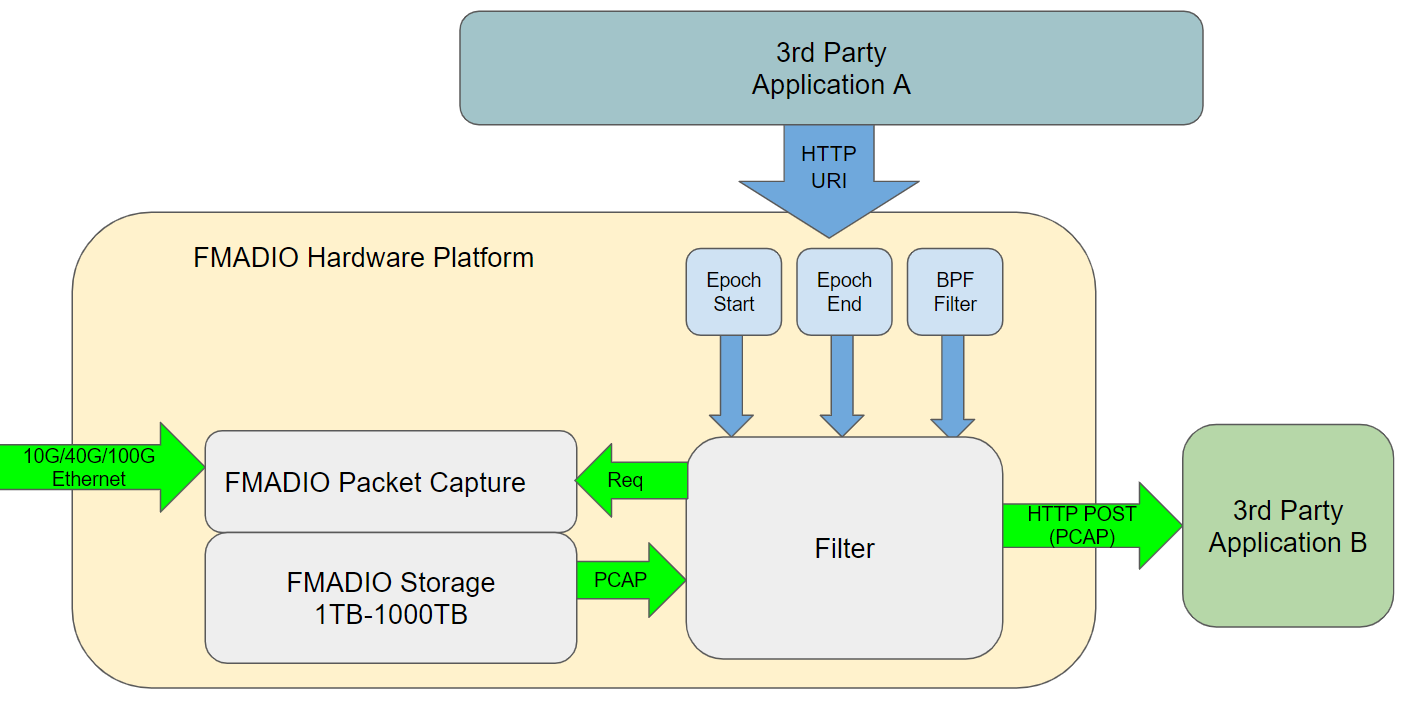 3rd Party
Application A
HTTP
URI
FMADIO Hardware Platform
Epoch
Start
Epoch
End
BPF
Filter
10G/40G/100G
Ethernet
FMADIO Packet Capture
Req
Filter
HTTP POST
(PCAP)
3rd Party
Application B
FMADIO Storage
1TB-1000TB
PCAP